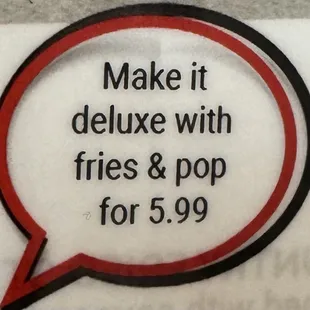 Make it
deluxe with
fries & pop
for 5.99